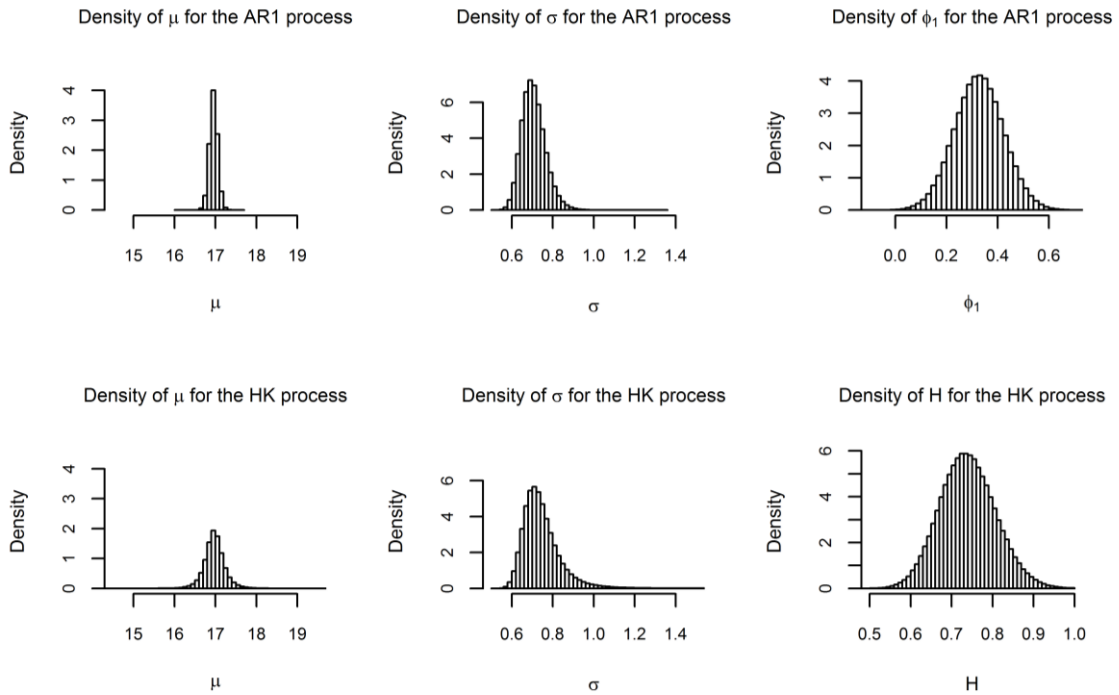 Density of μ for the AR1 process
Density
4
3
2
1
0
15 16 17 18 19
μ
Density of σ for the AR1 process
Density
6
4
2
0
0.6 0.8 1.0 1.2 1.4
σ
Density of ϕ₁ for the AR1 process
Density
4
3
2
1
0
0.0 0.2 0.4 0.6
ϕ₁
Density of μ for the HK process
Density
4
3
2
1
0
15 16 17 18 19
μ
Density of σ for the HK process
Density
6
4
2
0
0.6 0.8 1.0 1.2 1.4
σ
Density of H for the HK process
Density
6
4
2
0
0.5 0.6 0.7 0.8 0.9 1.0
H